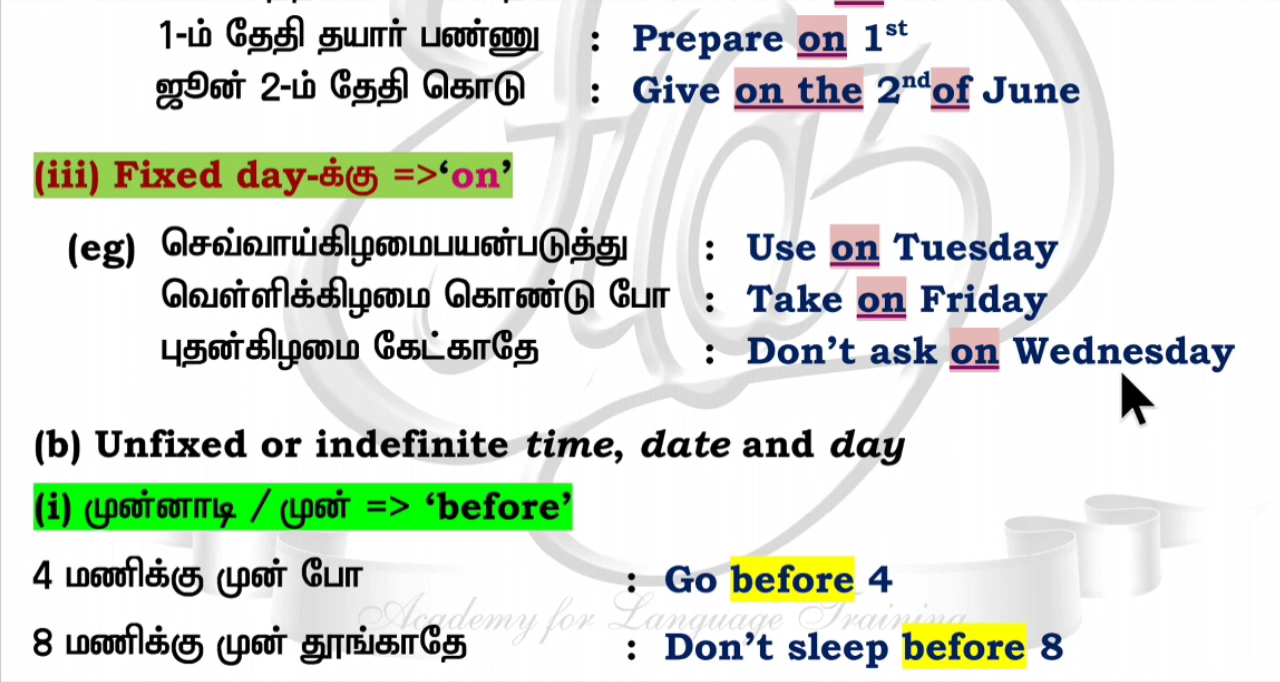 1-ம் தேதி தயார் பண்ணு : Prepare on 1st
ஜூன் 2-ம் தேதி கொடு : Give on the 2nd of June
(iii) Fixed day-க்கு =>‘on’
(eg) செவ்வாய்கிழமைபயன்படுத்து : Use on Tuesday
வெள்ளிக்கிழமை கொண்டு போ : Take on Friday
புதன்கிழமை கேட்காதே : Don’t ask on Wednesday
(b) Unfixed or indefinite time, date and day
(i) முன்னாடி / முன் => ‘before’
4 மணிக்கு முன் போ : Go before 4
Academy for Language Training
8 மணிக்கு முன் தூங்காதே : Don’t sleep before 8